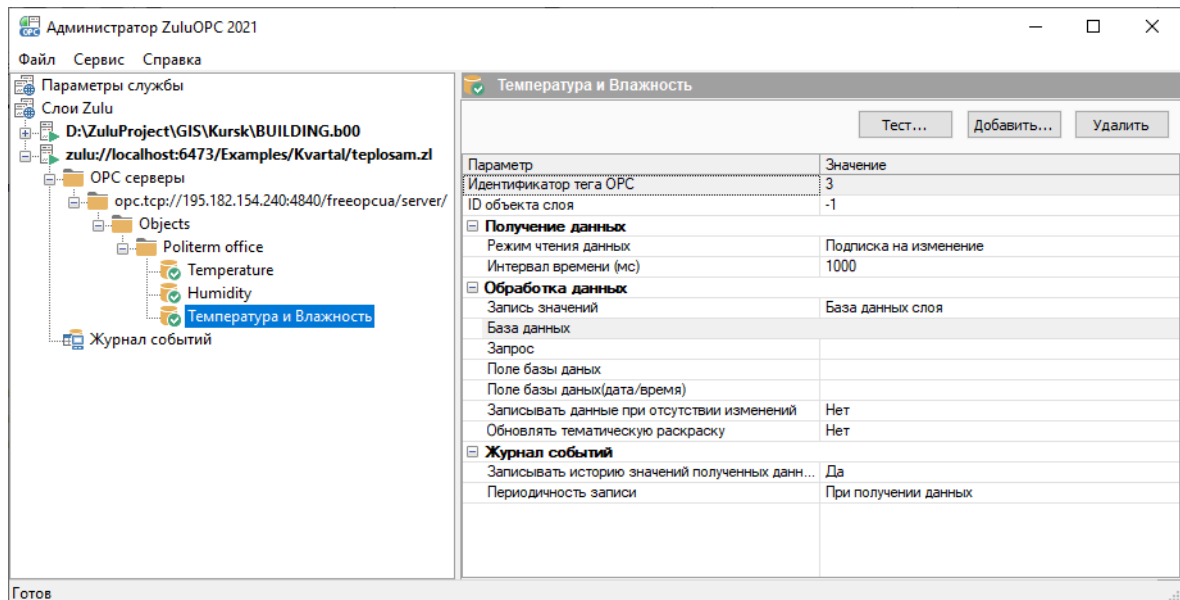 Администратор ZuluOPC 2021
Файл Сервис Справка
Параметры службы
Слои Zulu
D:\ZuluProject\GIS\Kursk\BUILDING.b00
zulu://localhost:6473/Examples/Kvartal/teplosam.zl
OPC серверы
opc.tcp://195.182.154.240:4840/freeopcua/server/
Objects
Politerm office
Temperature
Humidity
Температура и Влажность
Журнал событий
Температура и Влажность
Тест... Добавить... Удалить
Параметр Значение
Идентификатор тега OPC 3
ID объекта слоя -1
Получение данных
Режим чтения данных Подписка на изменение
Интервал времени (мс) 1000
Обработка данных
Запись значений База данных слоя
База данных
Запрос
Поле базы даных
Поле базы даных(дата/время)
Записывать данные при отсутствии изменений Нет
Обновлять тематическую раскраску Нет
Журнал событий
Записывать историю значений полученных данн... Да
Периодичность записи При получении данных
Готов